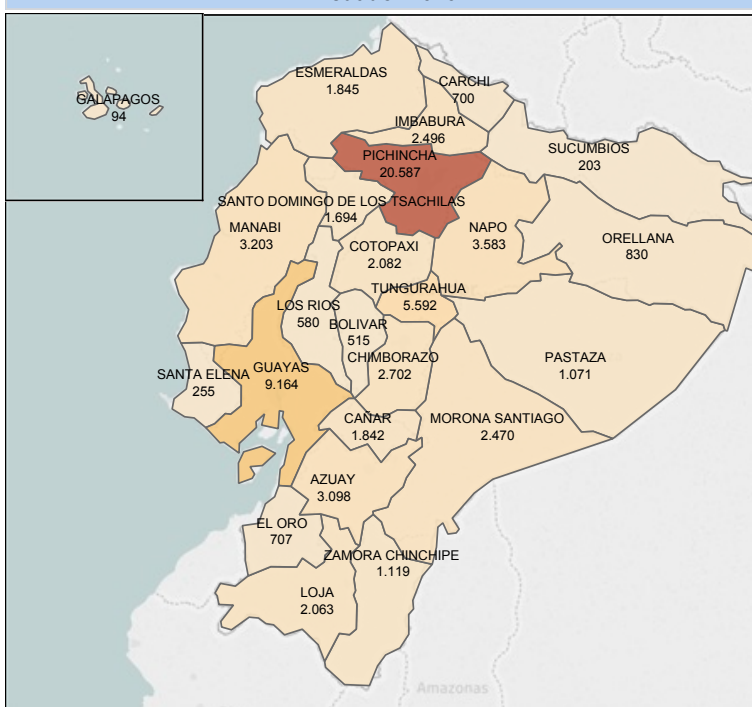 GALÁPAGOS
94
ESMERALDAS
1.845
CARCHI
700
IMBABURA
2.496
SUCUMBIOS
203
PICHINCHA
20.587
SANTO DOMINGO DE LOS TSACHILAS
1.694
MANABI
3.203
NAPO
3.583
ORELLANA
830
COTOPAXI
2.082
TUNGURAHUA
5.592
LOS RIOS
580
BOLIVAR
515
CHIMBORAZO
2.702
PASTAZA
1.071
SANTA ELENA
255
GUAYAS
9.164
CAÑAR
1.842
MORONA SANTIAGO
2.470
AZUAY
3.098
EL ORO
707
ZAMORA CHINCHIPE
1.119
LOJA
2.063
Amazonas